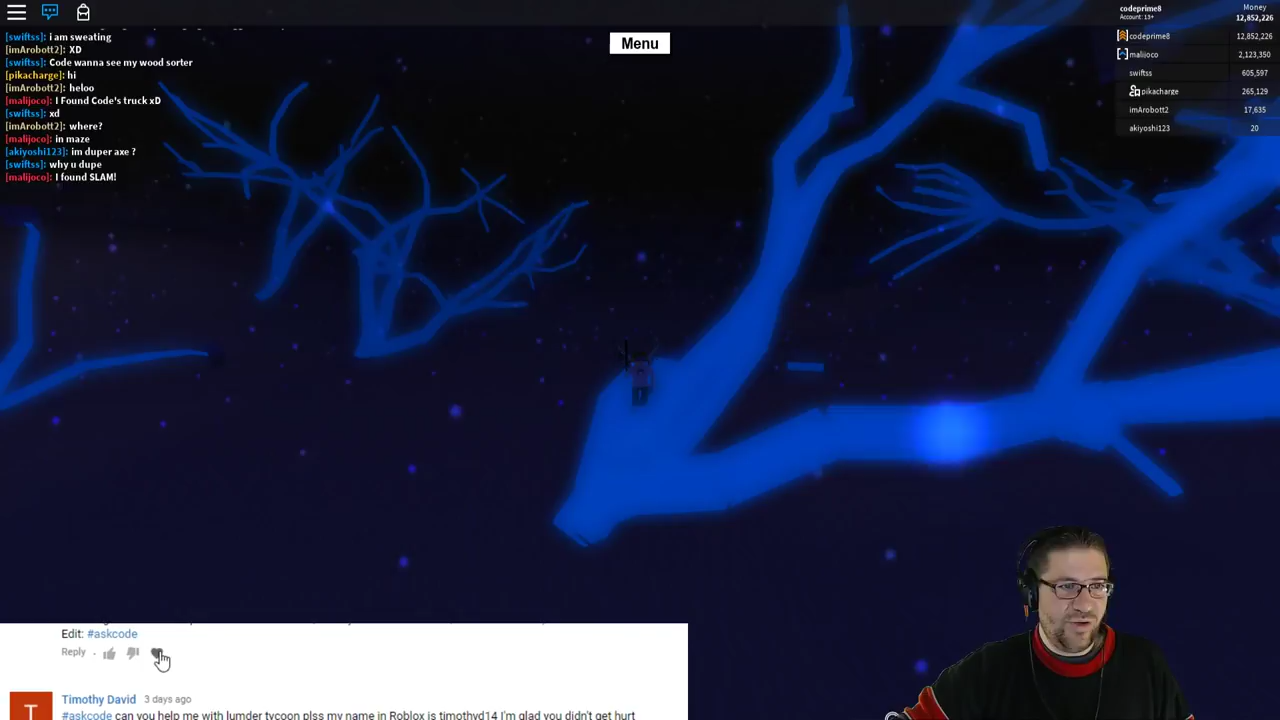 Menu
codeprime8
Account: 13+
Money
12,852,226
codeprime8 12,852,226
malijoco 2,123,350
swiftss 605,597
pikacharge 265,129
imArobott2 17,635
akiyoshi123 20
[swiftss]: i am sweating
[imArobott2]: XD
[swiftss]: Code wanna see my wood sorter
[pikacharge]: hi
[imArobott2]: heloo
[malijoco]: I Found Code's truck xD
[swiftss]: xd
[imArobott2]: where?
[malijoco]: in maze
[akiyoshi123]: im duper axe ?
[swiftss]: why u dupe
[malijoco]: I found SLAM!
Edit: #askcode
Reply
T
Timothy David 3 days ago
#askcode can you help me with lumder tycoon plss my name in Roblox is timothyd14 I'm glad you didn't get hurt